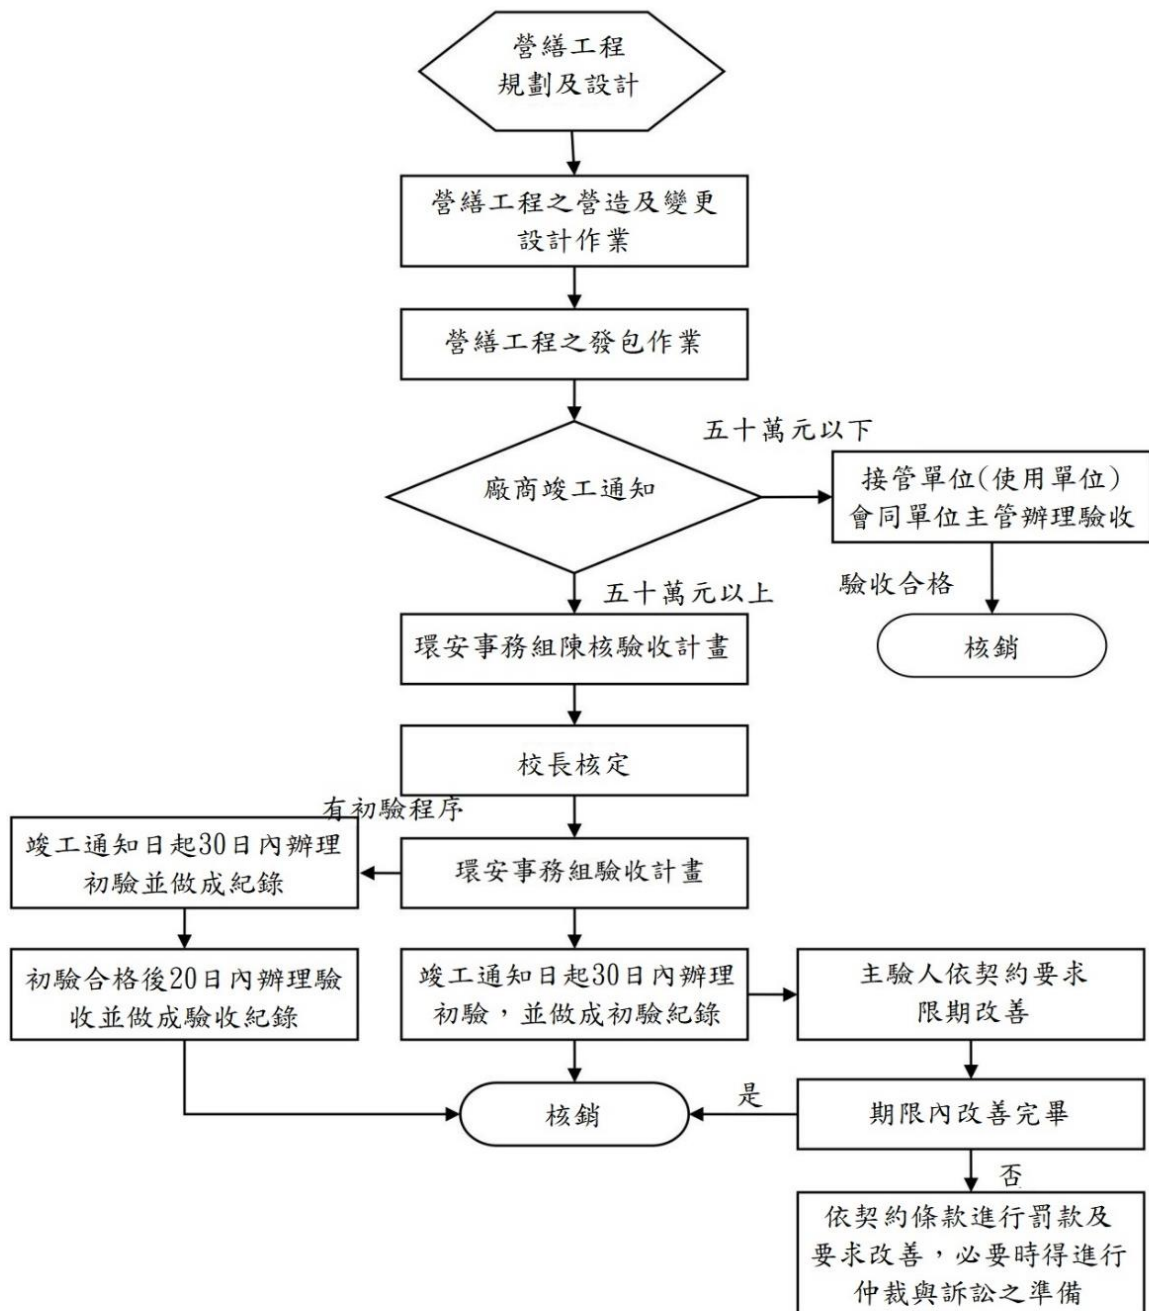 營繕工程
規劃及設計
營繕工程之營造及變更
設計作業
營繕工程之發包作業
廠商竣工通知
五十萬元以下
接管單位(使用單位)
會同單位主管辦理驗收
驗收合格
核銷
五十萬元以上
環安事務組陳核驗收計畫
校長核定
有初驗程序
環安事務組驗收計畫
竣工通知日起30日內辦理
初驗並做成紀錄
初驗合格後20日內辦理驗
收並做成驗收紀錄
竣工通知日起30日內辦理
初驗，並做成初驗紀錄
主驗人依契約要求
限期改善
期限內改善完畢
是
核銷
否
依契約條款進行罰款及
要求改善，必要時得進行
仲裁與訴訟之準備